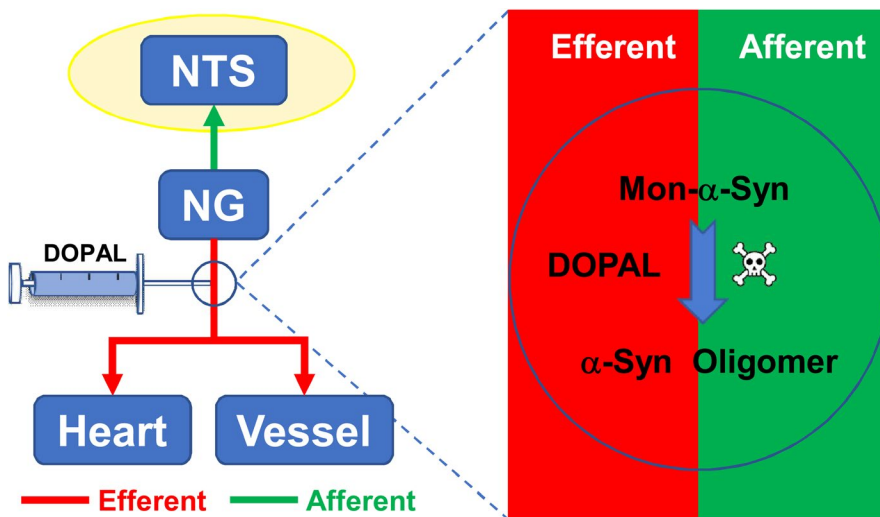 NTS
NG
DOPAL
Heart
Vessel
Efferent
Afferent
Efferent
Afferent
Mon-α-Syn
DOPAL
α-Syn Oligomer